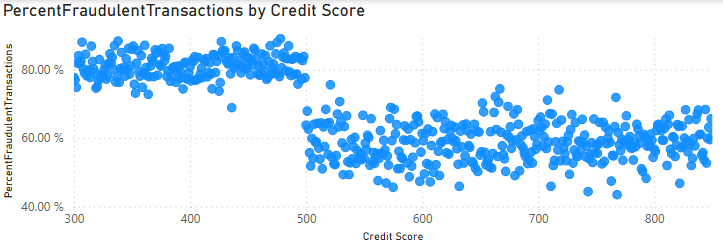 PercentFraudulentTransactions by Credit Score
PercentFraudulentTransactions
80.00 %
60.00 %
40.00 %
300 400 500 600 700 800
Credit Score